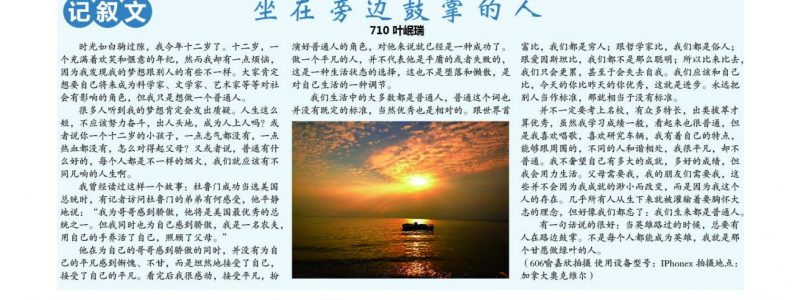 记叙文
坐在旁边鼓掌的人
710 叶岷瑞
时光如白驹过隙，我今年十二岁了。十二岁，一
个充满着欢笑和惬意的年纪，然而我却有一点烦恼，
因为我发现我的梦想跟别人的有些不一样。大家肯定
想要自己将来成为科学家、文学家、艺术家等等对社
会有影响的角色，但我只是想做一个普通人。
很多人听到我的梦想肯定会发出质疑。人生这么
短，不应该努力奋斗，出人头地，成为人上人吗？或
者说你一个十二岁的小孩子，一点志气都没有，一点
热血都没有，怎么对得起父母？又或者说，普通有什
么好的，每个人都是不一样的烟火，我们就应该有不
同凡响的人生啊。
我曾经读过这样一个故事：杜鲁门成功当选美国
总统时，有记者访问杜鲁门的弟弟有何感受，他平静
地说：“我为哥哥感到骄傲，他将是美国最优秀的总
统之一。但我同时也为自己感到骄傲，我是一名农夫，
用自己的手养活了自己，照顾了父母。”
他在为自己的哥哥感到骄傲的同时，并没有为自
己的平凡感到惭愧、不甘，而是坦然地接受了自己，
接受了自己的平凡。看完后我很感动，接受平凡，扮
演好普通人的角色，对他来说就已经是一种成功了。
做一个平凡的人，并不代表他是平庸的或者失败的，
这是一种生活状态的选择，这也不是堕落和懒散，是
对自己生活的一种调节。
我们生活中的大多数都是普通人，普通这个词也
并没有既定的标准，当然优秀也是相对的。跟世界首
富比，我们都是穷人；跟哲学家比，我们都是俗人；
跟爱因斯坦比，我们都不是那么聪明；所以比来比去，
我们只会更累，甚至于会失去自我。我们应该和自己
比，今天的你比昨天的你优秀，这就是进步。永远把
别人当作标准，那就相当于没有标准。
并不一定要考上名校，有众多特长，出类拔萃才
算优秀，虽然我学习成绩一般，看起来也很普通，但
是我喜欢唱歌，喜欢研究车辆，我有着自己的特点，
能够跟周围的，不同的人和谐相处，我很平凡，却不
普通。我不奢望自己有多大的成就，多好的成绩，但
我会用力生活。父母需要我，我的朋友们需要我，这
些并不会因为我成就的渺小而改变，而是因为我这个
人的存在。几乎所有人从生下来就被灌输着要胸怀大
志的理念，但好像我们都忘了：我们生来都是普通人。
有一句话说的很好：当英雄路过的时候，总要有
人在路边鼓掌。不是每个人都能成为英雄，我就是那
个甘愿做绿叶的人。
（606喻嘉欣拍摄 使用设备型号：IPhonex 拍摄地点：
加拿大奥克维尔）